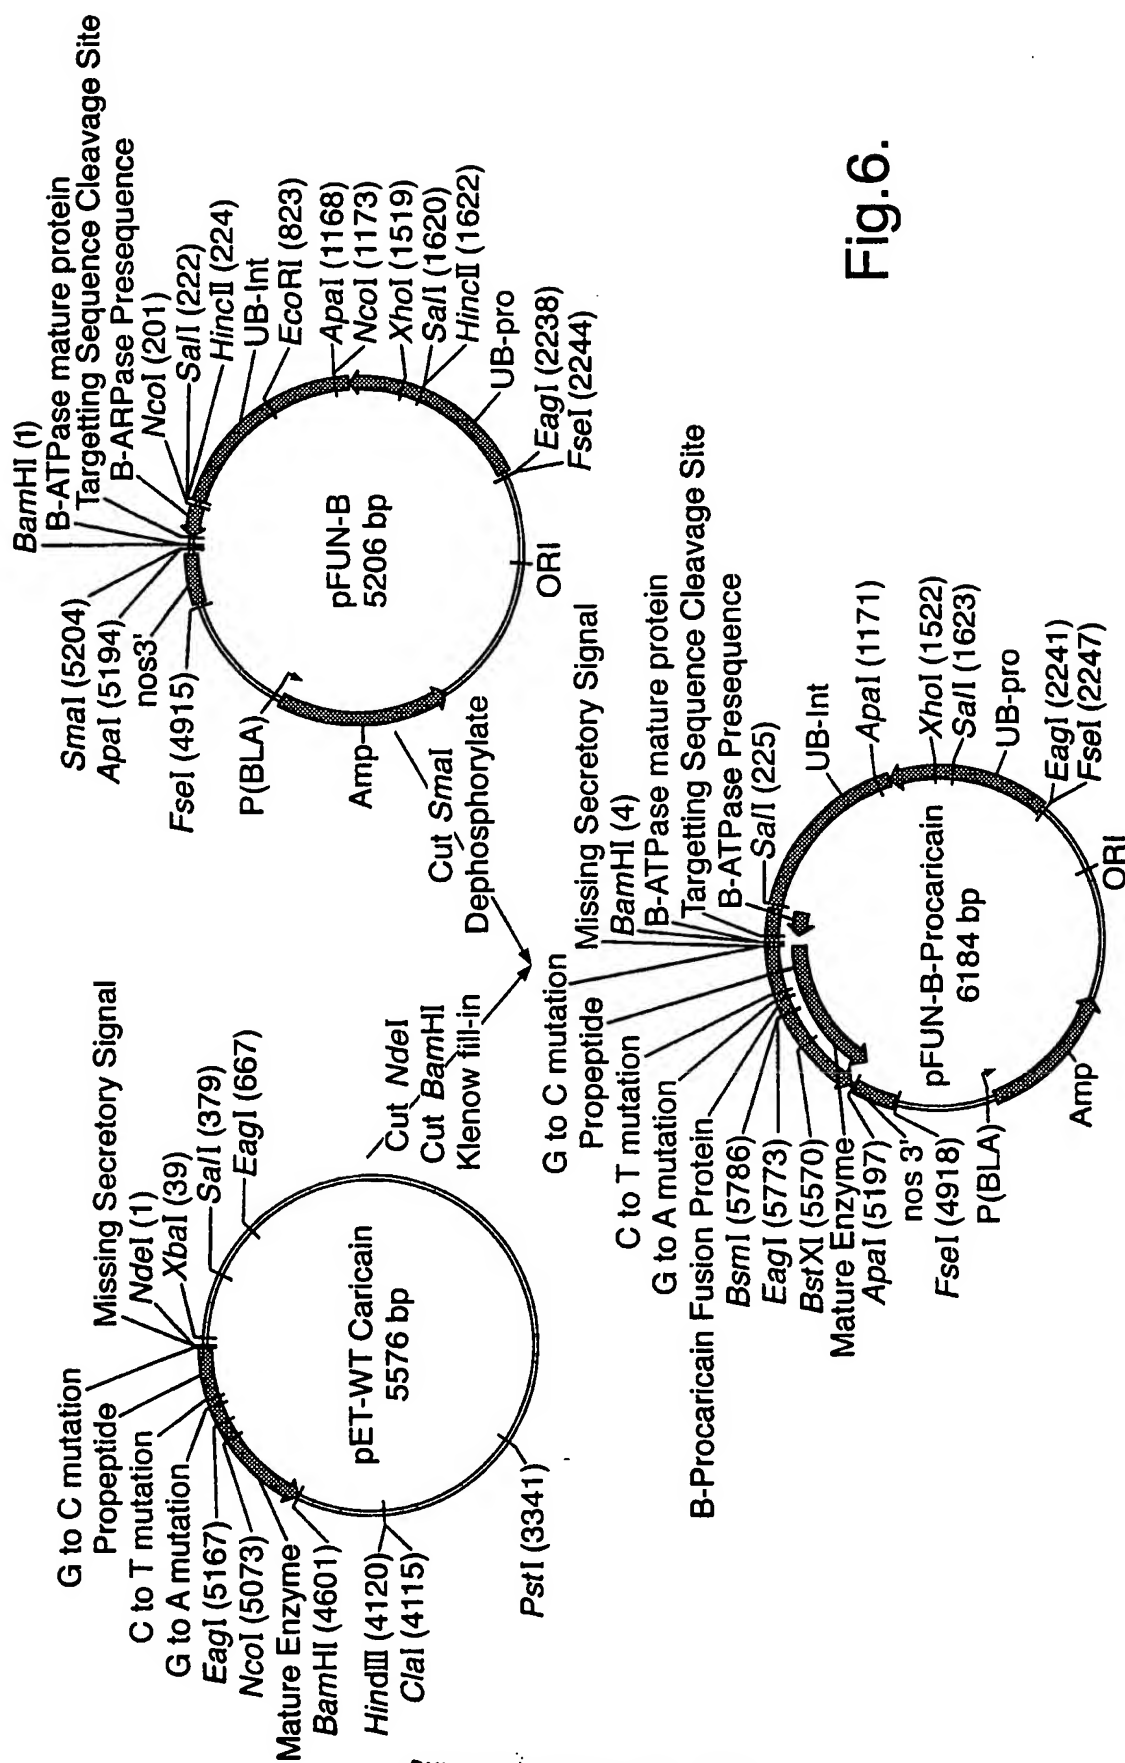 G to C mutation
Propeptide
C to T mutation
G to A mutation
EagI (5167)
NcoI (5073)
Mature Enzyme
BamHI (4601)
HindIII (4120)
ClaI (4115)
PstI (3341)
Missing Secretory Signal
NdeI (1)
XbaI (39)
SalI (379)
EagI (667)
pET-WT Caricain
5576 bp
Cut NdeI
Cut BamHI
Klenow fill-in
SmaI (5204)
ApaI (5194)
nos3'
FseI (4915)
P(BLA)
Amp
BamHI (1)
B-ATPase mature protein
Targetting Sequence Cleavage Site
B-ARPase Presequence
NcoI (201)
SalI (222)
HincII (224)
UB-Int
EcoRI (823)
ApaI (1168)
NcoI (1173)
XhoI (1519)
SalI (1620)
HincII (1622)
UB-pro
EagI (2238)
FseI (2244)
ORI
pFUN-B
5206 bp
Cut SmaI
Dephosphorylate
G to C mutation
Propeptide
C to T mutation
G to A mutation
B-Procaricain Fusion Protein
BsmI (5786)
EagI (5773)
BstXI (5570)
Mature Enzyme
ApaI (5197)
nos 3'
FseI (4918)
P(BLA)
Amp
Missing Secretory Signal
BamHI (4)
B-ATPase mature protein
Targetting Sequence Cleavage Site
B-ATPase Presequence
SalI (225)
UB-Int
ApaI (1171)
XhoI (1522)
SalI (1623)
UB-pro
EagI (2241)
FseI (2247)
ORI
pFUN-B-Procaricain
6184 bp
Fig.6.